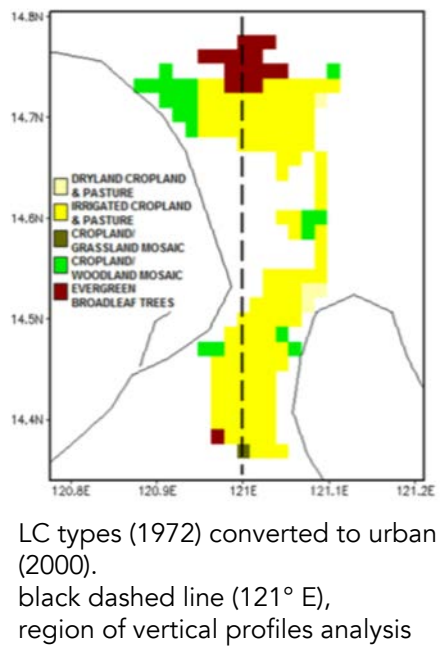 14.8N
14.7N
14.6N
14.5N
14.4N
DRYLAND CROPLAND
& PASTURE
IRRIGATED CROPLAND
& PASTURE
CROPLAND/
GRASSLAND MOSAIC
CROPLAND/
WOODLAND MOSAIC
EVERGREEN
BROADLEAF TREES
120.8E 120.9E 121E 121.1E 121.2E
LC types (1972) converted to urban
(2000).
black dashed line (121° E),
region of vertical profiles analysis